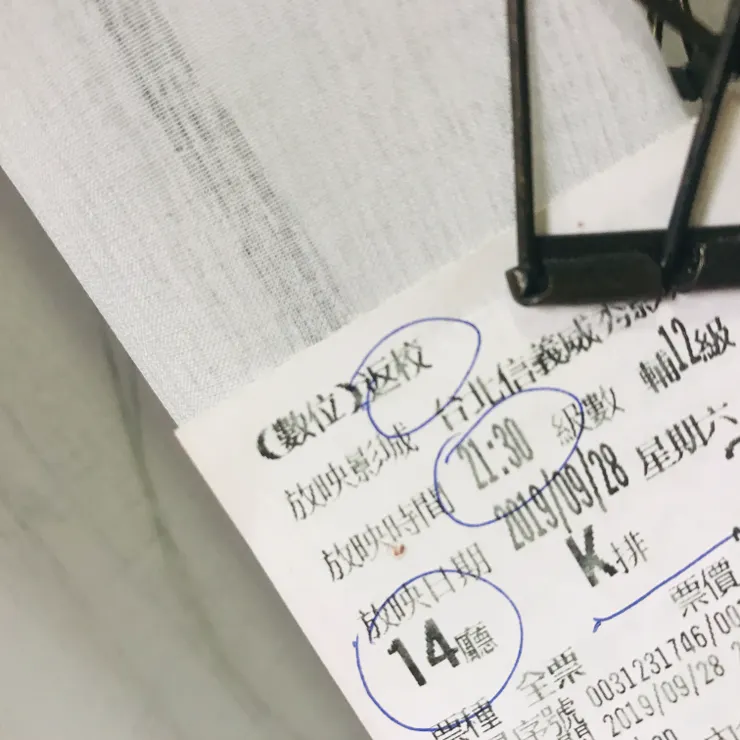 (數位)返校
放映影城 台北信義威秀影
放映時間 21:30 級數 輔12級
放映日期 2019/09/28 星期六
14廳 K排
票價
票種 全票
字號 0031231746/00
2019/09/28